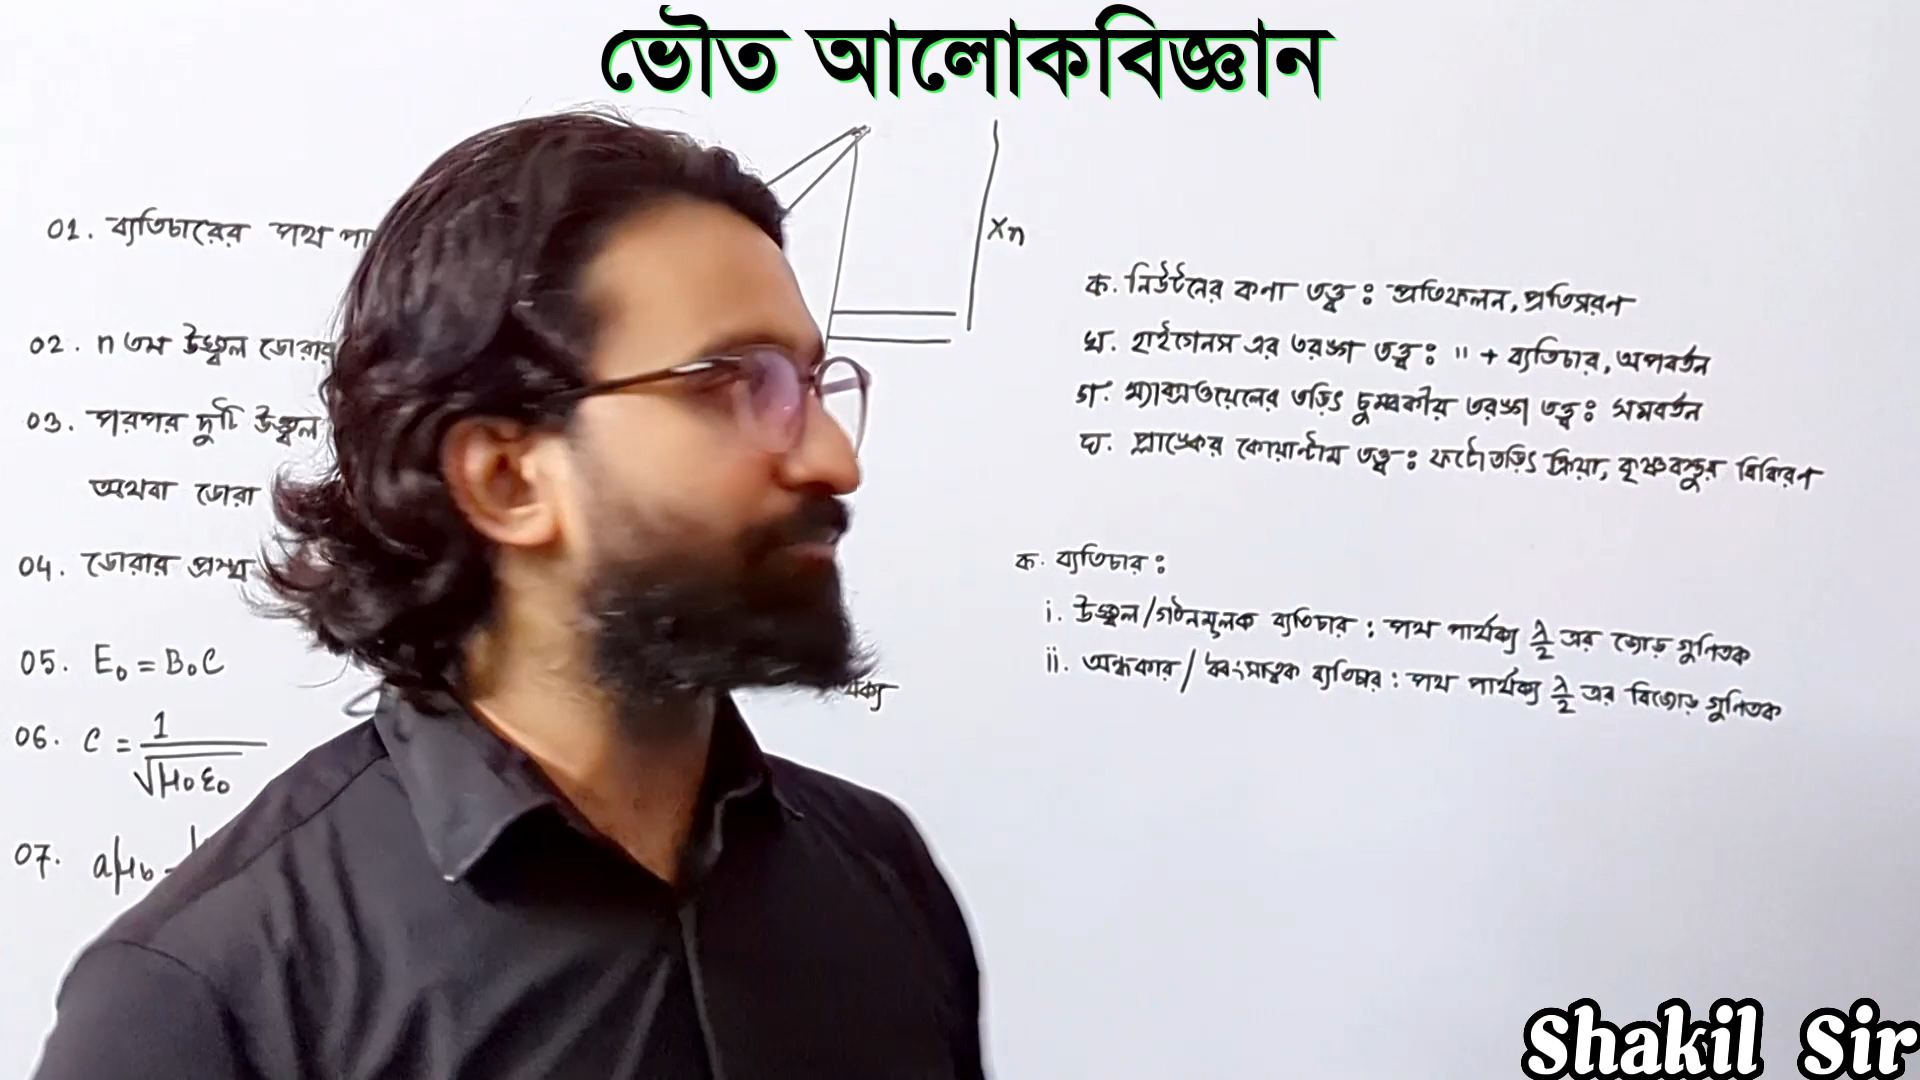 ভৌত আলোকবিজ্ঞান
01. ব্যতিচারের পথ পা
02. n তম উজ্জ্বল ডোরার
03. পরপর দুটি উজ্জ্বল
অথবা ডোরা
04. ডোরার প্রস্থ
05. E₀ = B₀C
06. C = 1/√μ₀ε₀
07. aμb =
xn
ক. নিউটনের কণা তত্ত্ব : প্রতিফলন, প্রতিসরণ
খ. হাইগেনস এর তরঙ্গ তত্ত্ব : " + ব্যতিচার, অপবর্তন
গ. ম্যাক্সওয়েলের তড়িৎ চুম্বকীয় তরঙ্গ তত্ত্ব : সমবর্তন
ঘ. প্লাঙ্কের কোয়ান্টাম তত্ত্ব : ফটোতড়িৎ ক্রিয়া, কৃষ্ণবস্তুর বিকিরণ
ক. ব্যতিচার :
i. উজ্জ্বল/গঠনমূলক ব্যতিচার : পথ পার্থক্য λ/2 এর জোড় গুণিতক
ii. অন্ধকার/ধ্বংসাত্বক ব্যতিচার : পথ পার্থক্য λ/2 এর বিজোড় গুণিতক
Shakil Sir